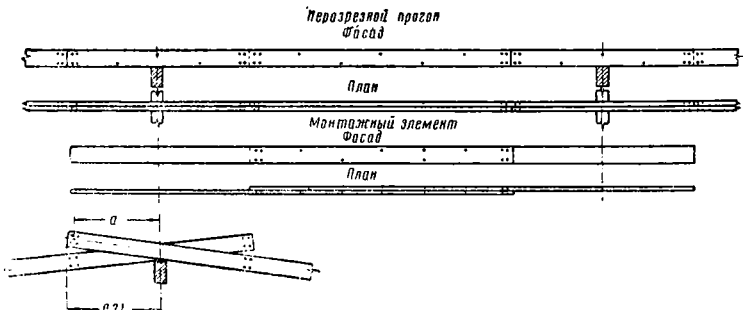 Неразрезной прогон
Фасад
План
Монтажный элемент
Фасад
План
a